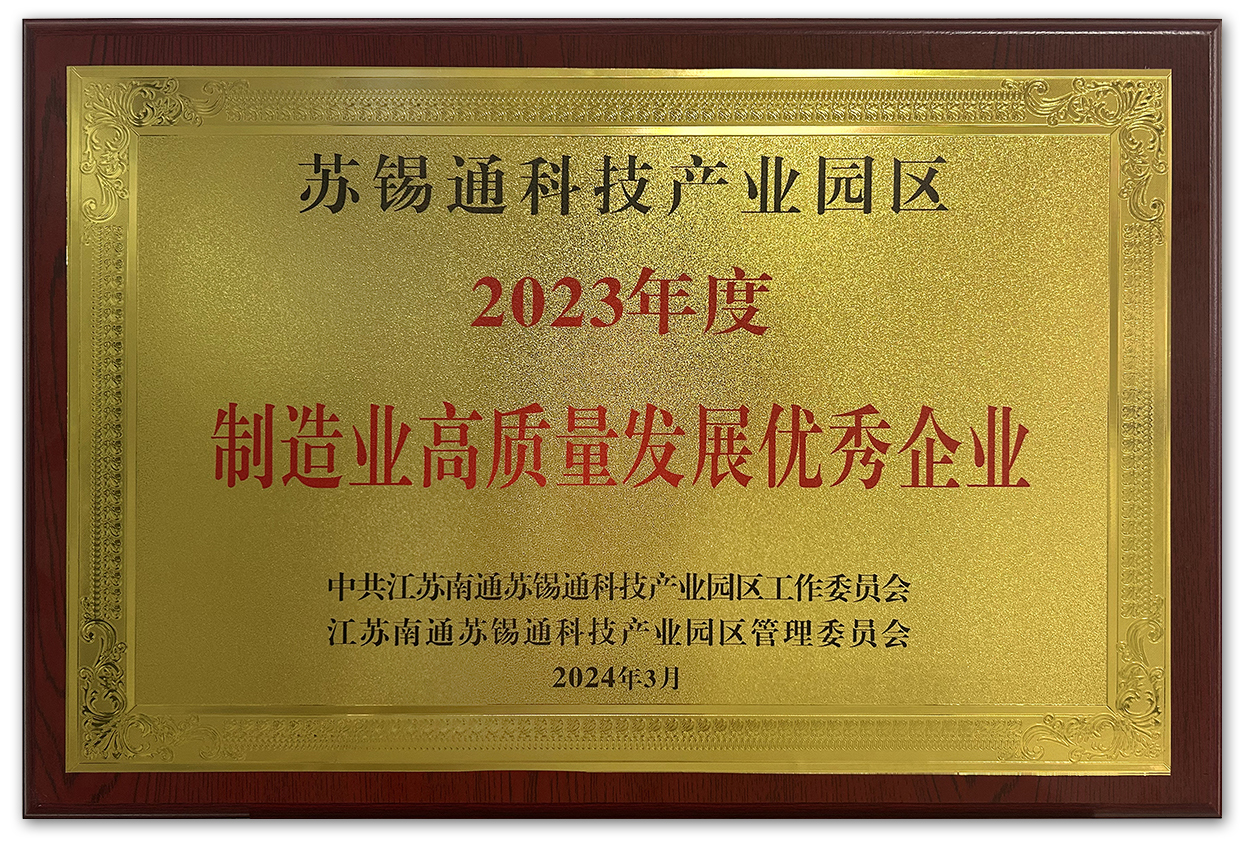 苏锡通科技产业园区
2023年度
制造业高质量发展优秀企业
中共江苏南通苏锡通科技产业园区工作委员会
江苏南通苏锡通科技产业园区管理委员会
2024年3月